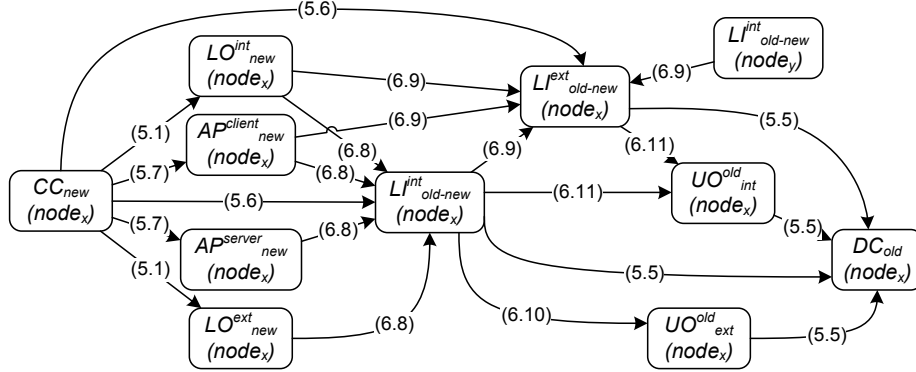 (5.6)
LO^int_new
(node_x)
LI^int_old-new
(node_y)
(6.9)
(6.9)
LI^ext_old-new
(node_x)
(5.1)
AP^client_new
(node_x)
(6.9)
(5.5)
(6.8)
(6.9)
(6.11)
(5.7)
(6.8)
CC_new
(node_x)
LI^int_old-new
(node_x)
(6.11)
UO^old_int
(node_x)
(5.6)
(5.7)
AP^server_new
(node_x)
(6.8)
(5.5)
DC_old
(node_x)
(5.1)
(5.5)
LO^ext_new
(node_x)
(6.8)
(6.10)
UO^old_ext
(node_x)
(5.5)